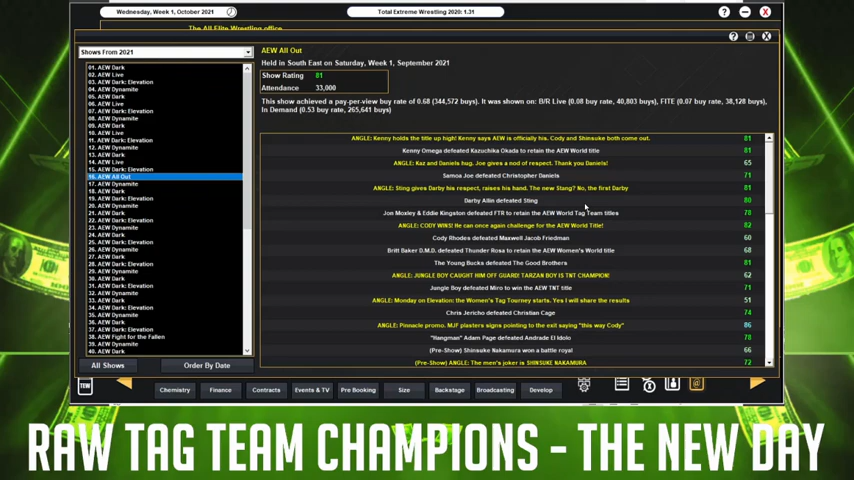 Wednesday, Week 1, October 2021
Total Extreme Wrestling 2020: 1.31
The All Elite Wrestling office.
Shows From 2021
01. AEW Dark
02. AEW Live
03. AEW Dark: Elevation
04. AEW Dynamite
05. AEW Dark
06. AEW Live
07. AEW Dark: Elevation
08. AEW Dynamite
09. AEW Dark
10. AEW Live
11. AEW Dark: Elevation
12. AEW Dynamite
13. AEW Dark
14. AEW Live
15. AEW Dark: Elevation
16. AEW All Out
17. AEW Dynamite
18. AEW Dark
19. AEW Dark: Elevation
20. AEW Dynamite
21. AEW Dark
22. AEW Dark: Elevation
23. AEW Dynamite
24. AEW Dark
25. AEW Dark: Elevation
26. AEW Dynamite
27. AEW Dark
28. AEW Dark: Elevation
29. AEW Dynamite
30. AEW Dark
31. AEW Dark: Elevation
32. AEW Dynamite
33. AEW Dark
34. AEW Dark: Elevation
35. AEW Dynamite
36. AEW Dark
37. AEW Dark: Elevation
38. AEW Fight for the Fallen
39. AEW Dynamite
40. AEW Dark
All Shows
Order By Date
AEW All Out
Held in South East on Saturday, Week 1, September 2021
Show Rating 81
Attendance 33,000
This show achieved a pay-per-view buy rate of 0.68 (344,572 buys). It was shown on: B/R Live (0.08 buy rate, 40,803 buys), FITE (0.07 buy rate, 38,128 buys),
In Demand (0.53 buy rate, 265,641 buys)
ANGLE: Kenny holds the title up high! Kenny says AEW is officially his. Cody and Shinsuke both come out. 81
Kenny Omega defeated Kazuchika Okada to retain the AEW World title 81
ANGLE: Kaz and Daniels hug. Joe gives a nod of respect. Thank you Daniels! 65
Samoa Joe defeated Christopher Daniels 71
ANGLE: Sting gives Darby his respect, raises his hand. The new Stang? No, the first Darby 81
Darby Allin defeated Sting 80
Jon Moxley & Eddie Kingston defeated FTR to retain the AEW World Tag Team titles 78
ANGLE: CODY WINS! He can once again challenge for the AEW World Title! 82
Cody Rhodes defeated Maxwell Jacob Friedman 60
Britt Baker D.M.D. defeated Thunder Rosa to retain the AEW Women's World title 68
The Young Bucks defeated The Good Brothers 81
ANGLE: JUNGLE BOY CAUGHT HIM OFF GUARD! TARZAN BOY IS TNT CHAMPION! 62
Jungle Boy defeated Miro to win the AEW TNT title 71
ANGLE: Monday on Elevation: the Women's Tag Tourney starts. Yes I will share the results 51
Chris Jericho defeated Christian Cage 74
ANGLE: Pinnacle promo. MJF plasters signs pointing to the exit saying "this way Cody" 86
"Hangman" Adam Page defeated Andrade El Idolo 78
(Pre-Show) Shinsuke Nakamura won a battle royal 66
(Pre-Show) ANGLE: The men's joker is SHINSUKE NAKAMURA 72
TEW
Chemistry
Finance
Contracts
Events & TV
Pre Booking
Size
Backstage
Broadcasting
Develop
RAW TAG TEAM CHAMPIONS - THE NEW DAY